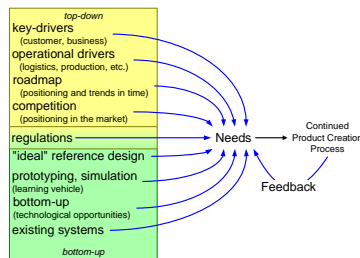 top-down
key-drivers
(customer, business)
operational drivers
(logistics, production, etc.)
roadmap
(positioning and trends in time)
competition
(positioning in the market)
regulations
"ideal" reference design
prototyping, simulation
(learning vehicle)
bottom-up
(technological opportunities)
existing systems
bottom-up
Needs
Continued
Product Creation
Process
Feedback